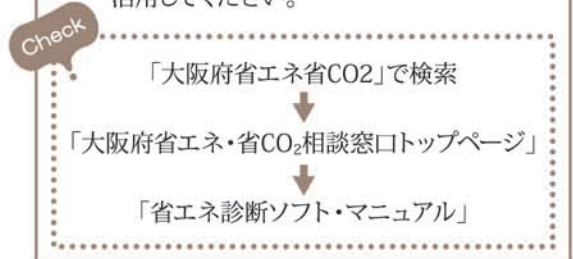 活用してください。
Check
「大阪府省エネ省CO2」で検索
「大阪府省エネ・省CO₂相談窓口トップページ」
「省エネ診断ソフト・マニュアル」